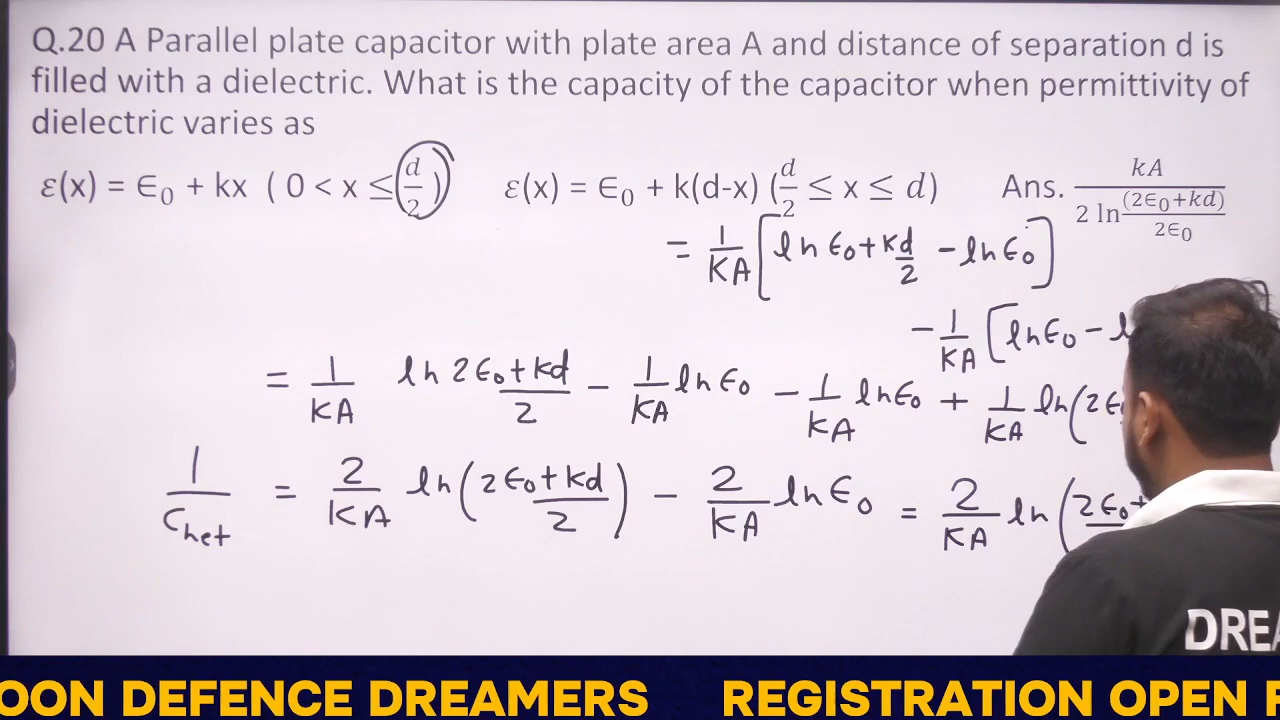 Q.20 A Parallel plate capacitor with plate area A and distance of separation d is
filled with a dielectric. What is the capacity of the capacitor when permittivity of
dielectric varies as
ε(x) = ∈₀ + kx ( 0 < x ≤ d/2 ) ε(x) = ∈₀ + k(d-x) (d/2 ≤ x ≤ d) Ans. kA / 2 ln (2∈₀+kd)/2∈₀
= 1/KA [ln ∈₀ + Kd/2 - ln ∈₀]
- 1/KA [ln ∈₀ - l
= 1/KA ln 2∈₀ + kd/2 - 1/KA ln ∈₀ - 1/KA ln ∈₀ + 1/KA ln(2∈
1/Cnet = 2/KA ln(2∈₀ + kd/2) - 2/KA ln ∈₀ = 2/KA ln(2∈₀+
DREA
OON DEFENCE DREAMERS REGISTRATION OPEN F